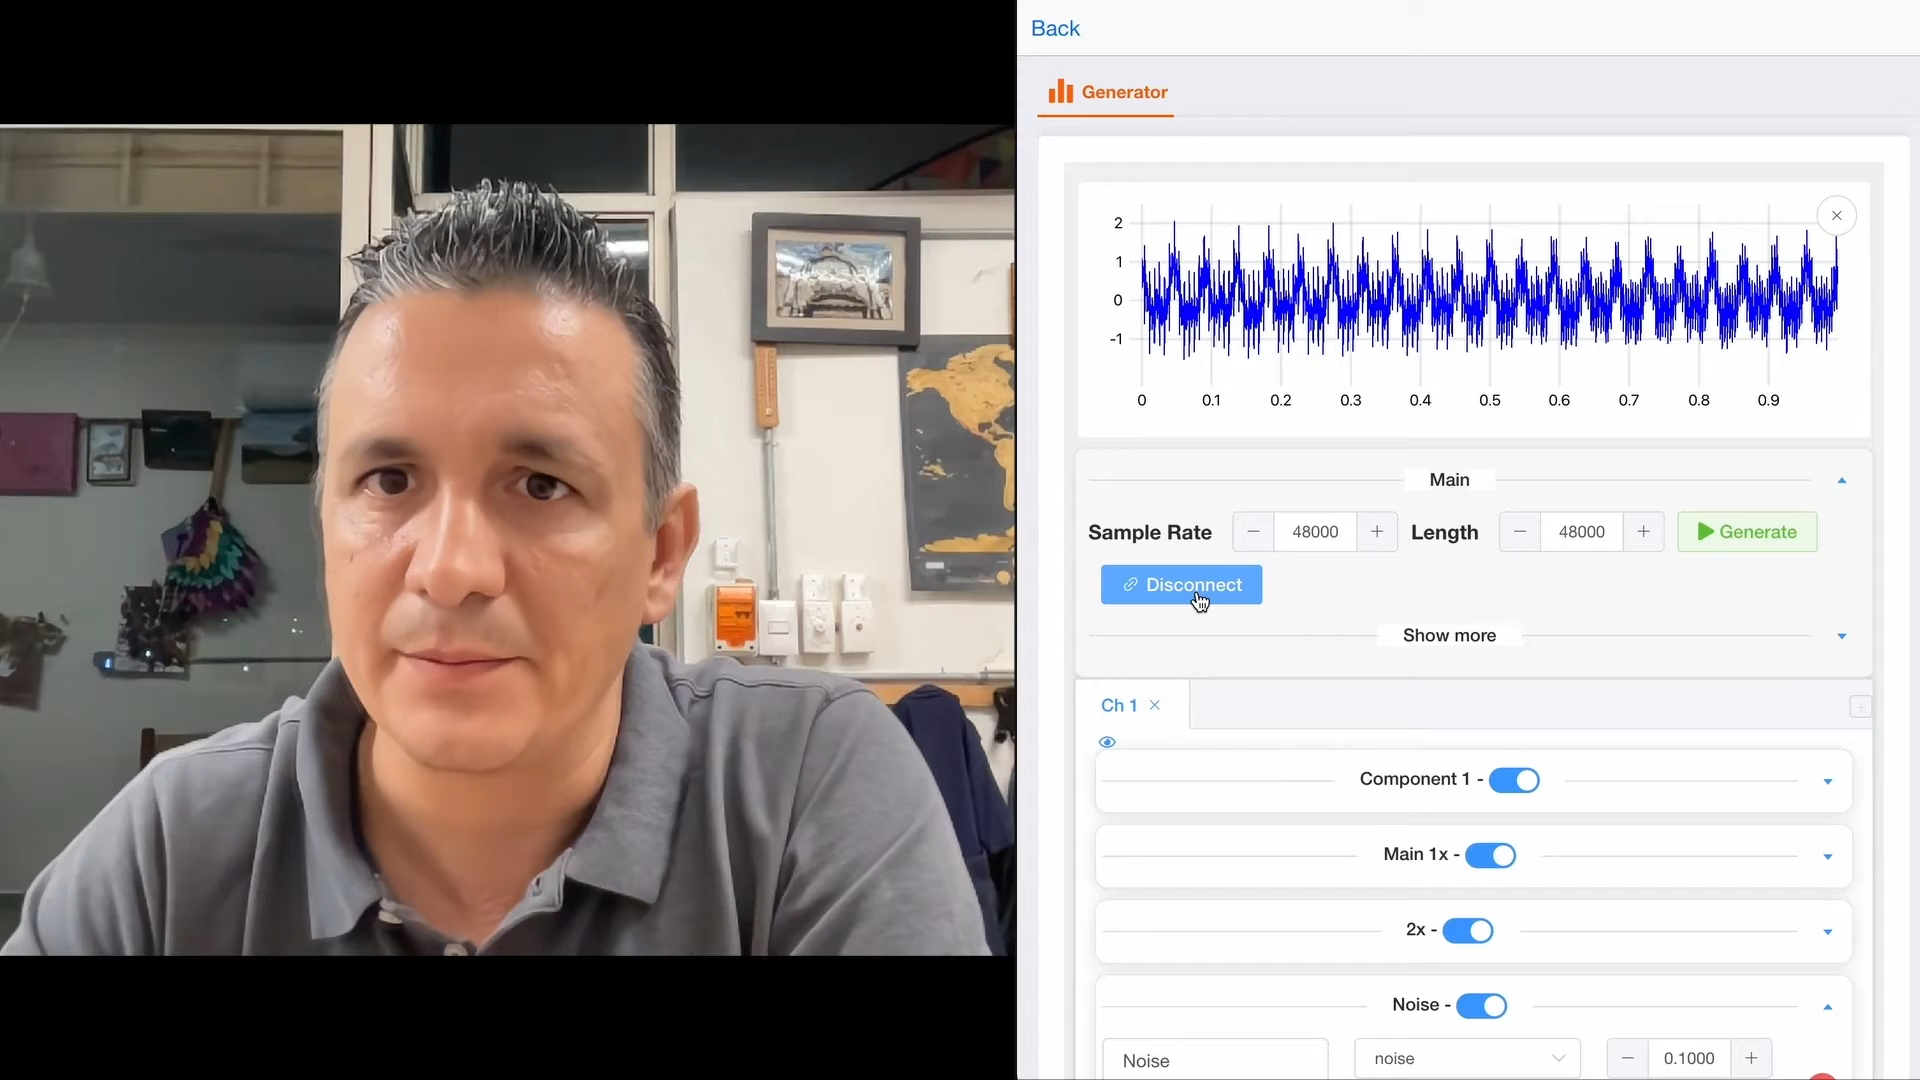 Back
Generator
2
1
0
-1
0 0.1 0.2 0.3 0.4 0.5 0.6 0.7 0.8 0.9
Main
Sample Rate − 48000 + Length − 48000 + Generate
Disconnect
Show more
Ch 1
Component 1 -
Main 1x -
2x -
Noise -
Noise noise − 0.1000 +